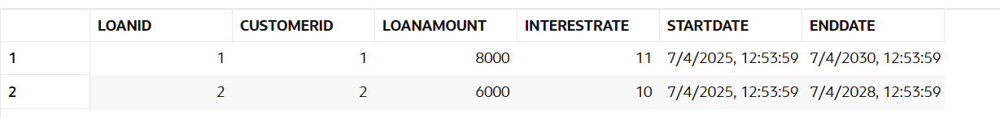 LOANID CUSTOMERID LOANAMOUNT INTERESTRATE STARTDATE ENDDATE
1 1 1 8000 11 7/4/2025, 12:53:59 7/4/2030, 12:53:59
2 2 2 6000 10 7/4/2025, 12:53:59 7/4/2028, 12:53:59